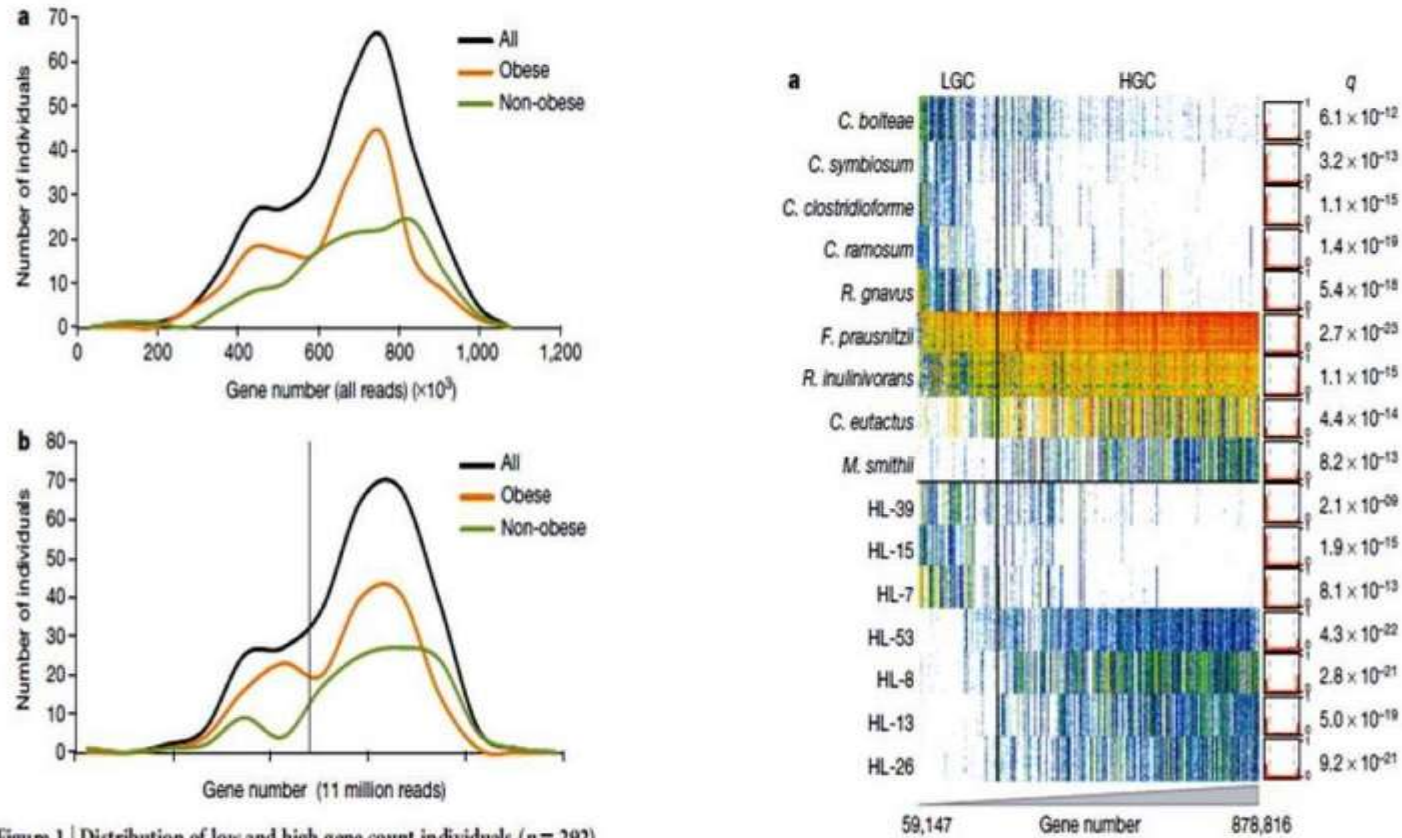 a
70
60
50
40
30
20
10
0
Number of individuals
All
Obese
Non-obese
0 200 400 600 800 1,000 1,200
Gene number (all reads) (×10³)
b
80
70
60
50
40
30
20
10
0
Number of individuals
All
Obese
Non-obese
Gene number (11 million reads)
Figure 1 | Distribution of low and high gene count individuals (n = 292)
a LGC HGC q
C. bolteae 6.1 × 10⁻¹²
C. symbiosum 3.2 × 10⁻¹³
C. clostridioforme 1.1 × 10⁻¹⁵
C. ramosum 1.4 × 10⁻¹⁹
R. gnavus 5.4 × 10⁻¹⁸
F. prausnitzii 2.7 × 10⁻²³
R. inulinivorans 1.1 × 10⁻¹⁵
C. eutactus 4.4 × 10⁻¹⁴
M. smithii 8.2 × 10⁻¹³
HL-39 2.1 × 10⁻⁰⁹
HL-15 1.9 × 10⁻¹⁵
HL-7 8.1 × 10⁻¹³
HL-53 4.3 × 10⁻²²
HL-8 2.8 × 10⁻²¹
HL-13 5.0 × 10⁻¹⁹
HL-26 9.2 × 10⁻²¹
59,147 Gene number 878,816